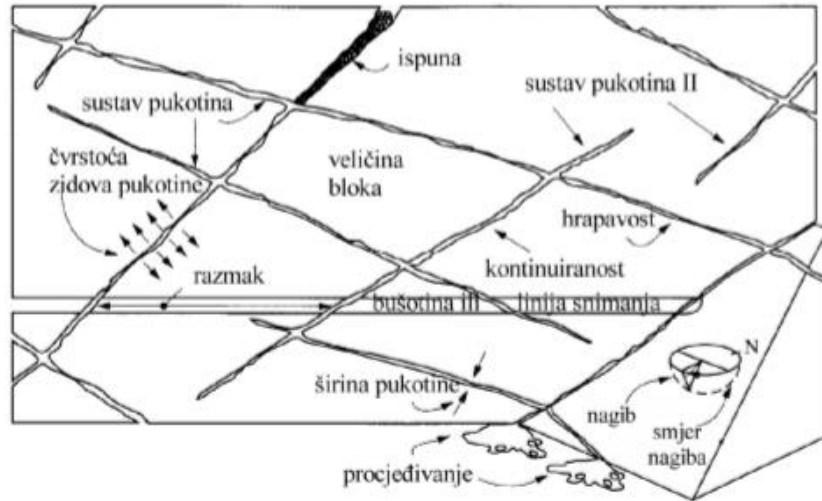 ispuna
sustav pukotina
sustav pukotina II
čvrstoća
zidova pukotine
veličina
bloka
hrapavost
kontinuiranost
razmak
bušotina ili linija snimanja
N
širina pukotine
nagib
smjer
nagiba
procjeđivanje